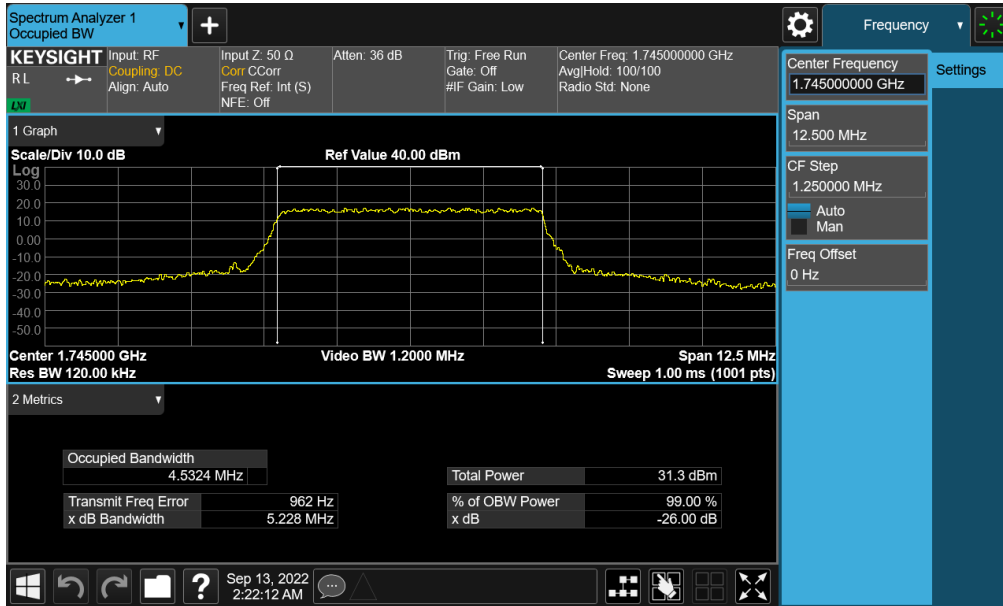 Spectrum Analyzer 1
Occupied BW
Frequency
KEYSIGHT
R L
LXI
Input: RF
Coupling: DC
Align: Auto
Input Z: 50 Ω
Corr CCorr
Freq Ref: Int (S)
NFE: Off
Atten: 36 dB
Trig: Free Run
Gate: Off
#IF Gain: Low
Center Freq: 1.745000000 GHz
Avg|Hold: 100/100
Radio Std: None
Center Frequency
1.745000000 GHz
Settings
Span
12.500 MHz
CF Step
1.250000 MHz
Auto
Man
Freq Offset
0 Hz
1 Graph
Scale/Div 10.0 dB
Ref Value 40.00 dBm
Log
30.0
20.0
10.0
0.00
-10.0
-20.0
-30.0
-40.0
-50.0
Center 1.745000 GHz
Video BW 1.2000 MHz
Span 12.5 MHz
Res BW 120.00 kHz
Sweep 1.00 ms (1001 pts)
2 Metrics
Occupied Bandwidth
4.5324 MHz
Total Power 31.3 dBm
Transmit Freq Error 962 Hz
% of OBW Power 99.00 %
x dB Bandwidth 5.228 MHz
x dB -26.00 dB
?
Sep 13, 2022
2:22:12 AM